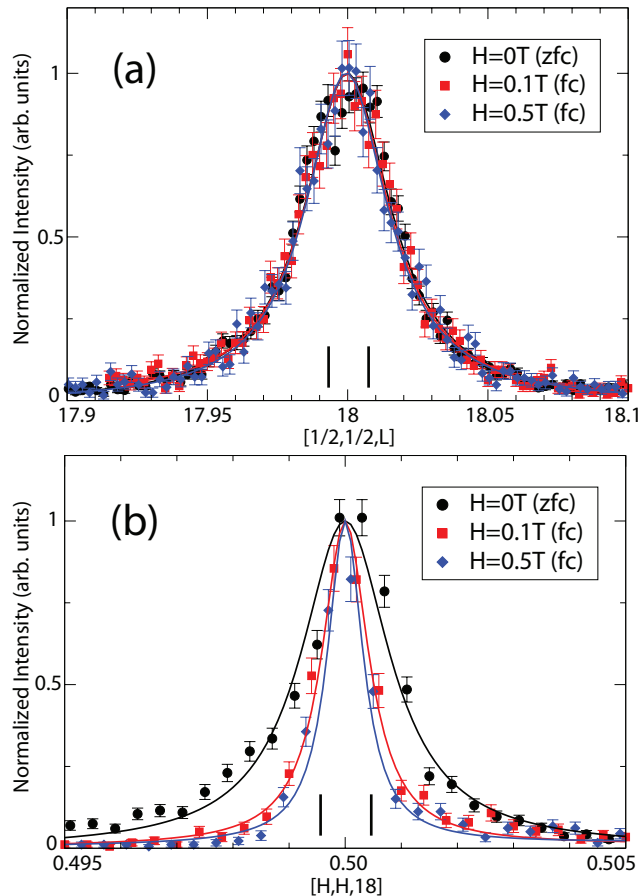 (a)
H=0T (zfc)
H=0.1T (fc)
H=0.5T (fc)
Normalized Intensity (arb. units)
1
0.5
0
17.9 17.95 18 18.05 18.1
[1/2,1/2,L]
(b)
H=0T (zfc)
H=0.1T (fc)
H=0.5T (fc)
Normalized Intensity (arb. units)
1
0.5
0
0.495 0.50 0.505
[H,H,18]